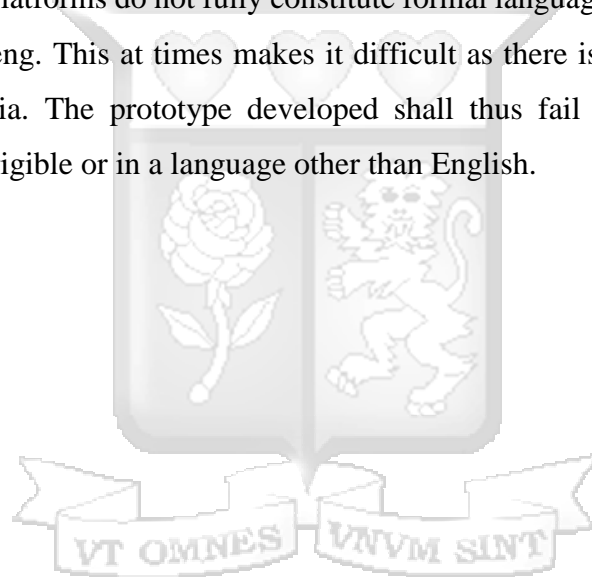 latforms do not fully constitute formal languag
eng. This at times makes it difficult as there is
ia. The prototype developed shall thus fail
igible or in a language other than English.
VT OMNES VNVM SINT